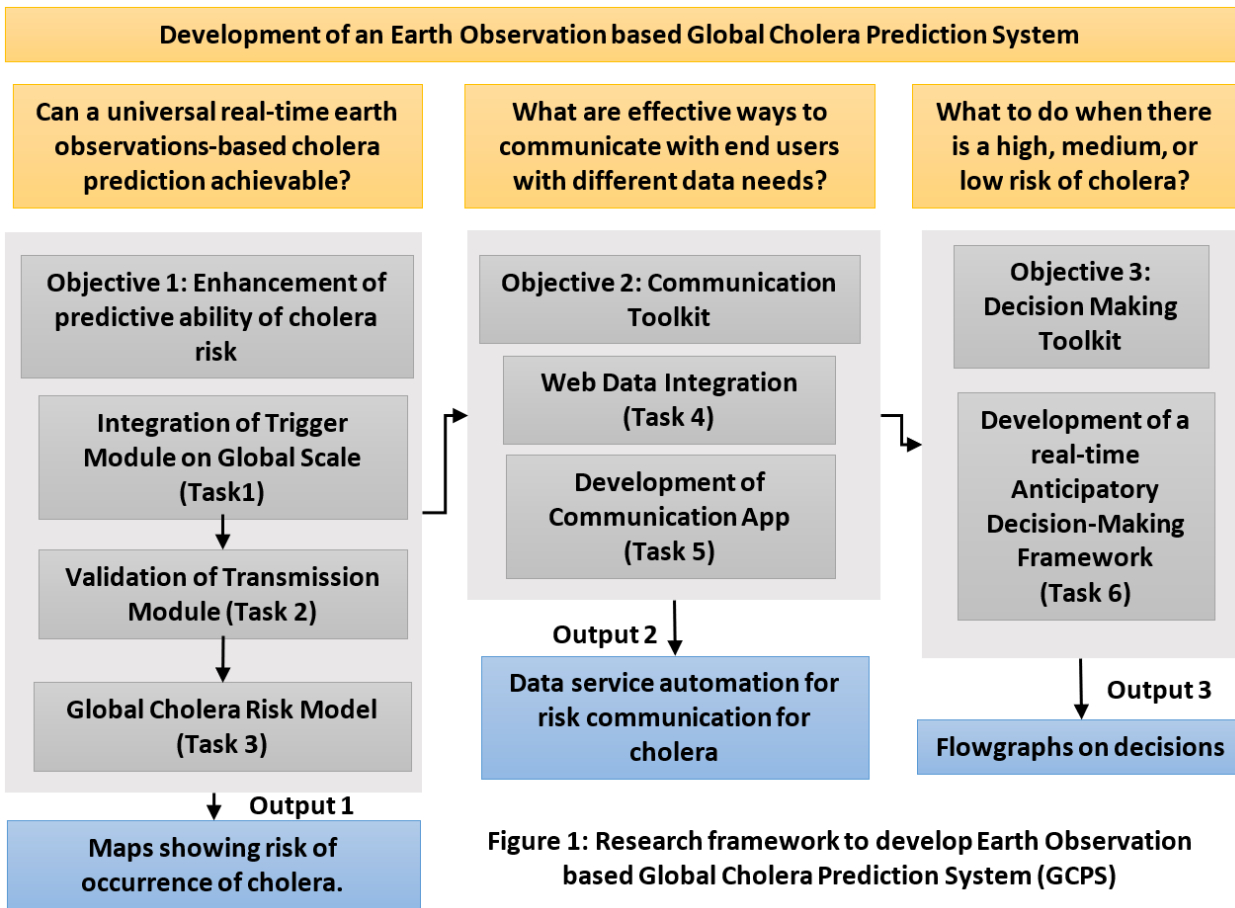 Development of an Earth Observation based Global Cholera Prediction System
Can a universal real-time earth
observations-based cholera
prediction achievable?
What are effective ways to
communicate with end users
with different data needs?
What to do when there
is a high, medium, or
low risk of cholera?
Objective 1: Enhancement of
predictive ability of cholera
risk
Integration of Trigger
Module on Global Scale
(Task1)
Validation of Transmission
Module (Task 2)
Global Cholera Risk Model
(Task 3)
Output 1
Maps showing risk of
occurrence of cholera.
Objective 2: Communication
Toolkit
Web Data Integration
(Task 4)
Development of
Communication App
(Task 5)
Output 2
Data service automation for
risk communication for
cholera
Objective 3:
Decision Making
Toolkit
Development of a
real-time
Anticipatory
Decision-Making
Framework
(Task 6)
Output 3
Flowgraphs on decisions
Figure 1: Research framework to develop Earth Observation
based Global Cholera Prediction System (GCPS)